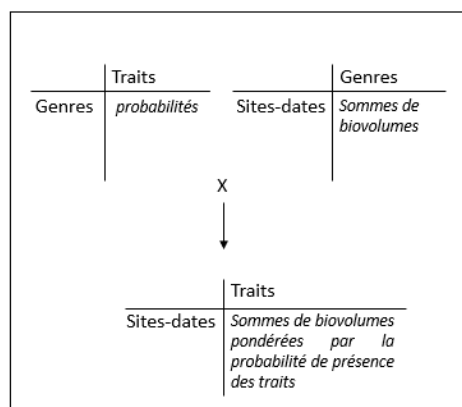 Traits
Genres
probabilités
Genres
Sites-dates
Sommes de
biovolumes
X
Traits
Sites-dates
Sommes de biovolumes
pondérées par la
probabilité de présence
des traits